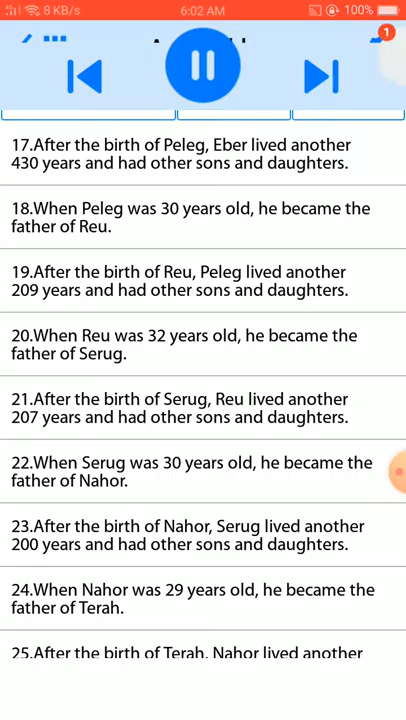 8 KB/s
6:02 AM
100%
1
17.After the birth of Peleg, Eber lived another
430 years and had other sons and daughters.
18.When Peleg was 30 years old, he became the
father of Reu.
19.After the birth of Reu, Peleg lived another
209 years and had other sons and daughters.
20.When Reu was 32 years old, he became the
father of Serug.
21.After the birth of Serug, Reu lived another
207 years and had other sons and daughters.
22.When Serug was 30 years old, he became the
father of Nahor.
23.After the birth of Nahor, Serug lived another
200 years and had other sons and daughters.
24.When Nahor was 29 years old, he became the
father of Terah.
25.After the birth of Terah, Nahor lived another